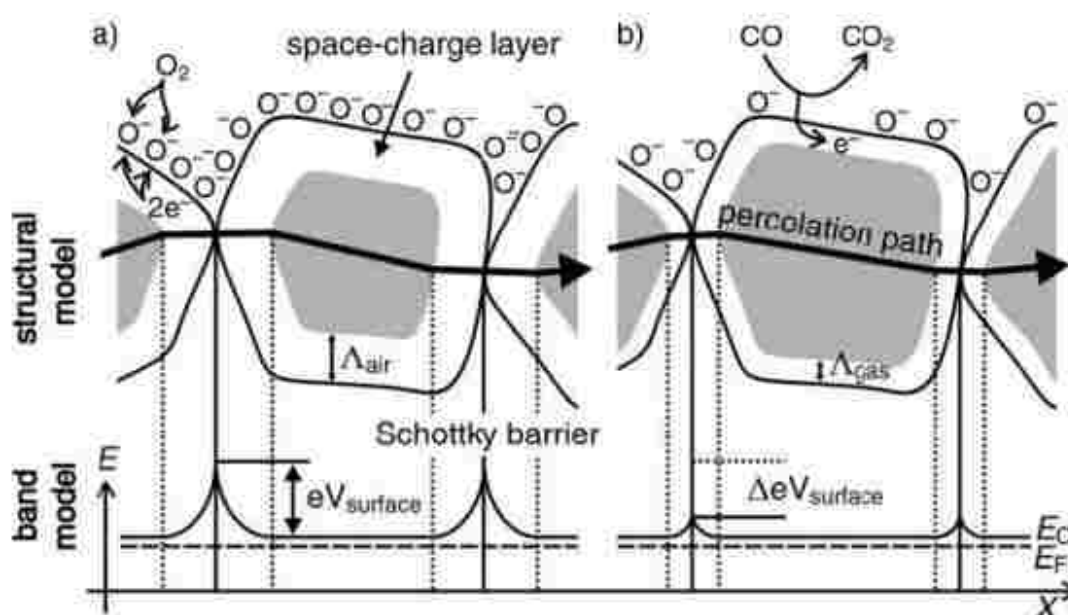 a)
space-charge layer
O₂
O⁻ O⁻ O⁻ O⁻ O⁻ O⁻ O⁻
⁻O
O⁻
O⁻
O⁻
O⁻
⁻O
O⁻
⁻O
O⁼O
O⁻
O⁻
2e⁻
Λair
b)
CO
CO₂
O⁻
O⁻
O⁻
e⁻
O⁻
⁻O
O⁻
⁻O
O⁻
percolation path
Λgas
structural model
Schottky barrier
E
eVsurface
ΔeVsurface
band model
EC
EF
x